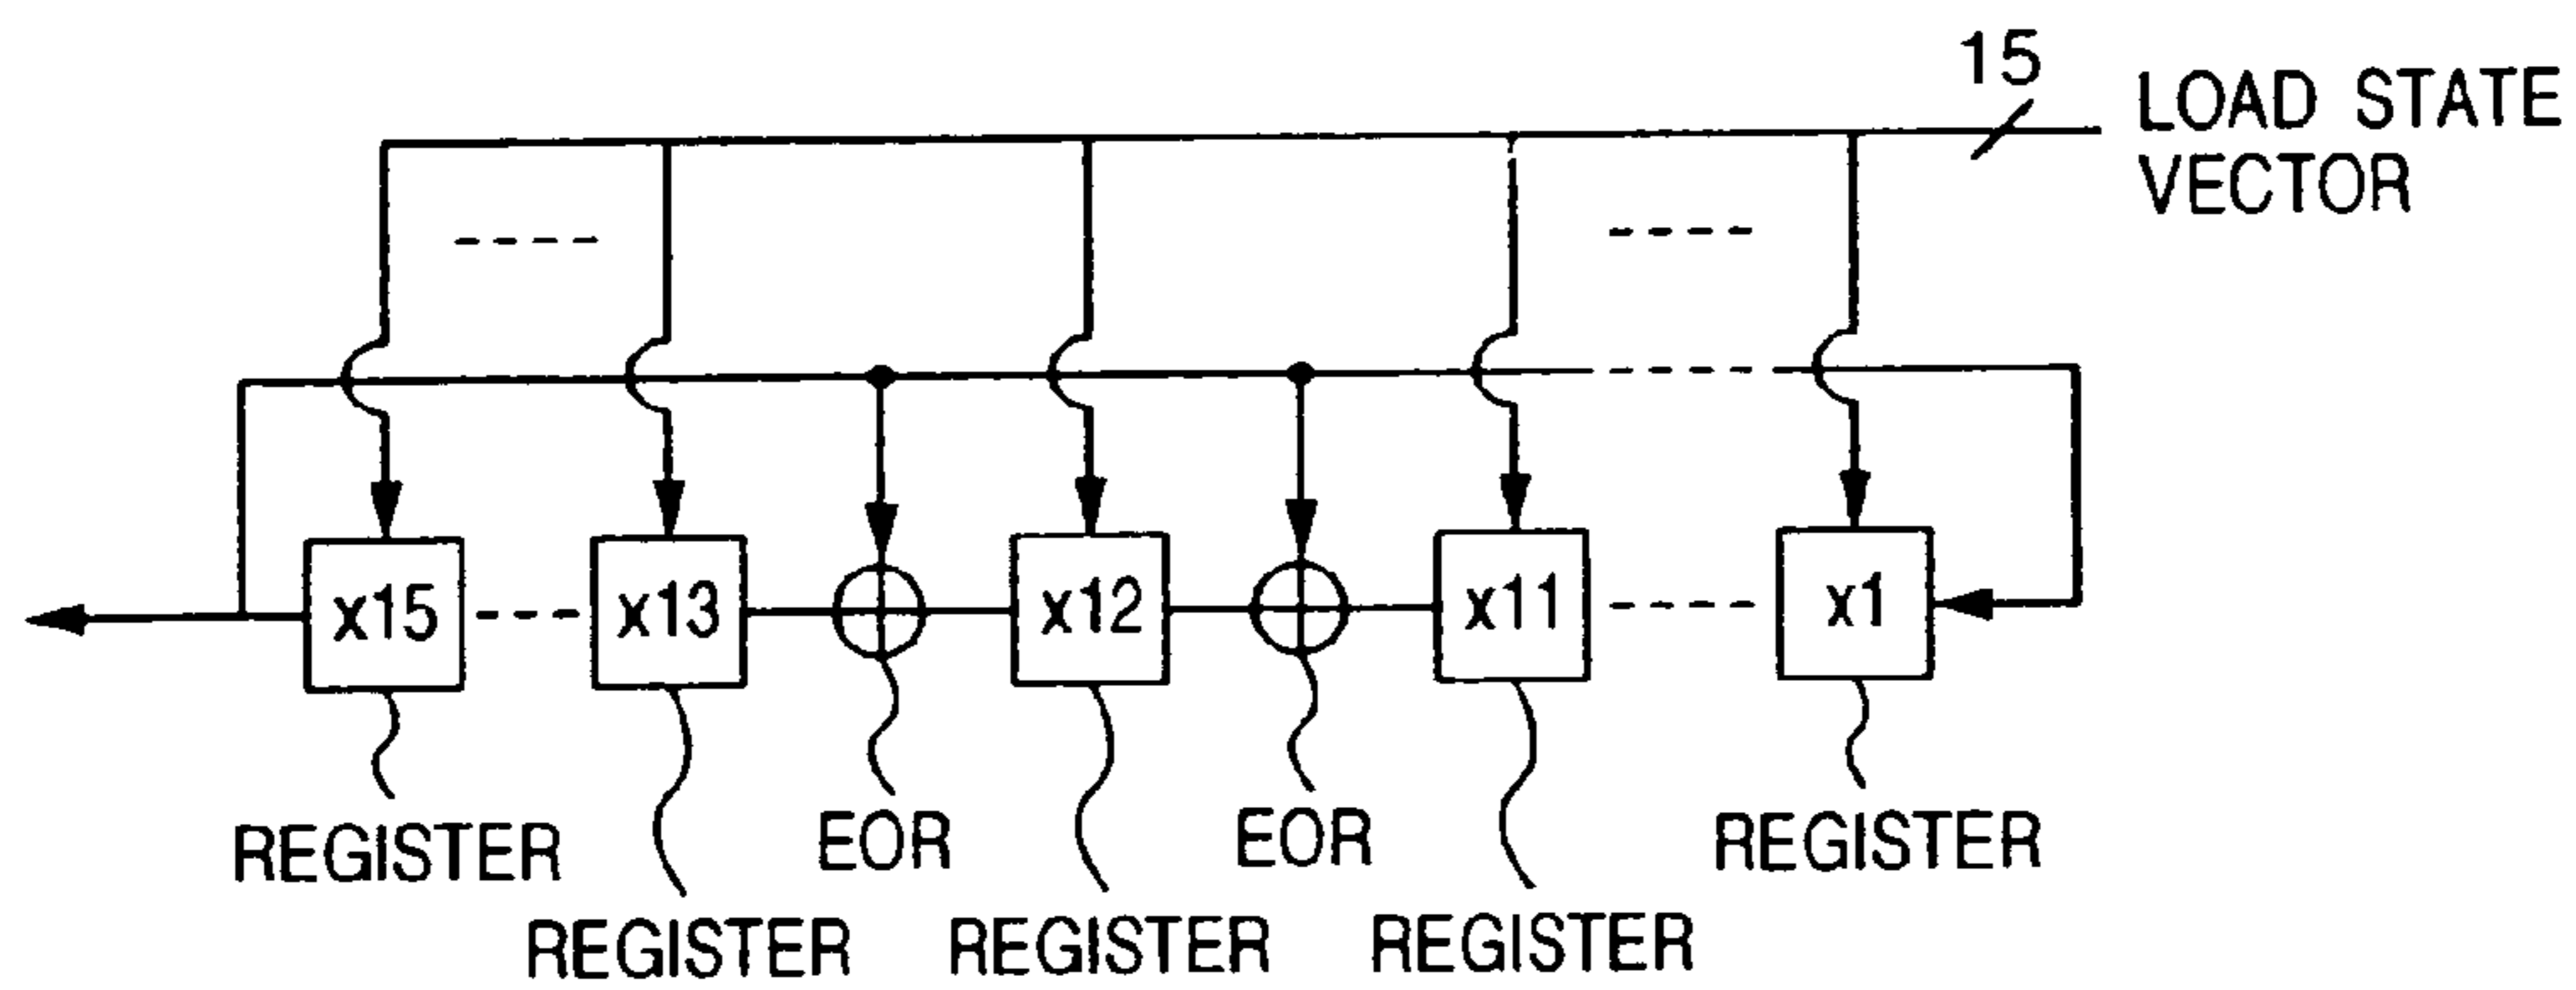 15
LOAD STATE
VECTOR
x15
x13
x12
x11
x1
REGISTER
EOR
EOR
REGISTER
REGISTER
REGISTER
REGISTER